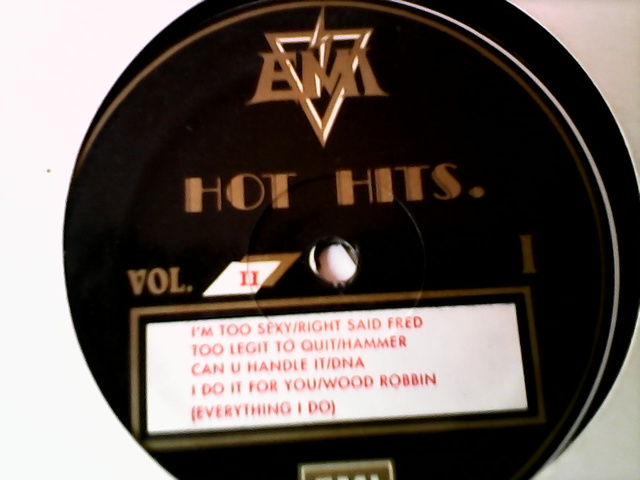 EMI
HOT HITS.
VOL. II
I
I'M TOO SEXY/RIGHT SAID FRED
TOO LEGIT TO QUIT/HAMMER
CAN U HANDLE IT/DNA
I DO IT FOR YOU/WOOD ROBBIN
(EVERYTHING I DO)
EMI